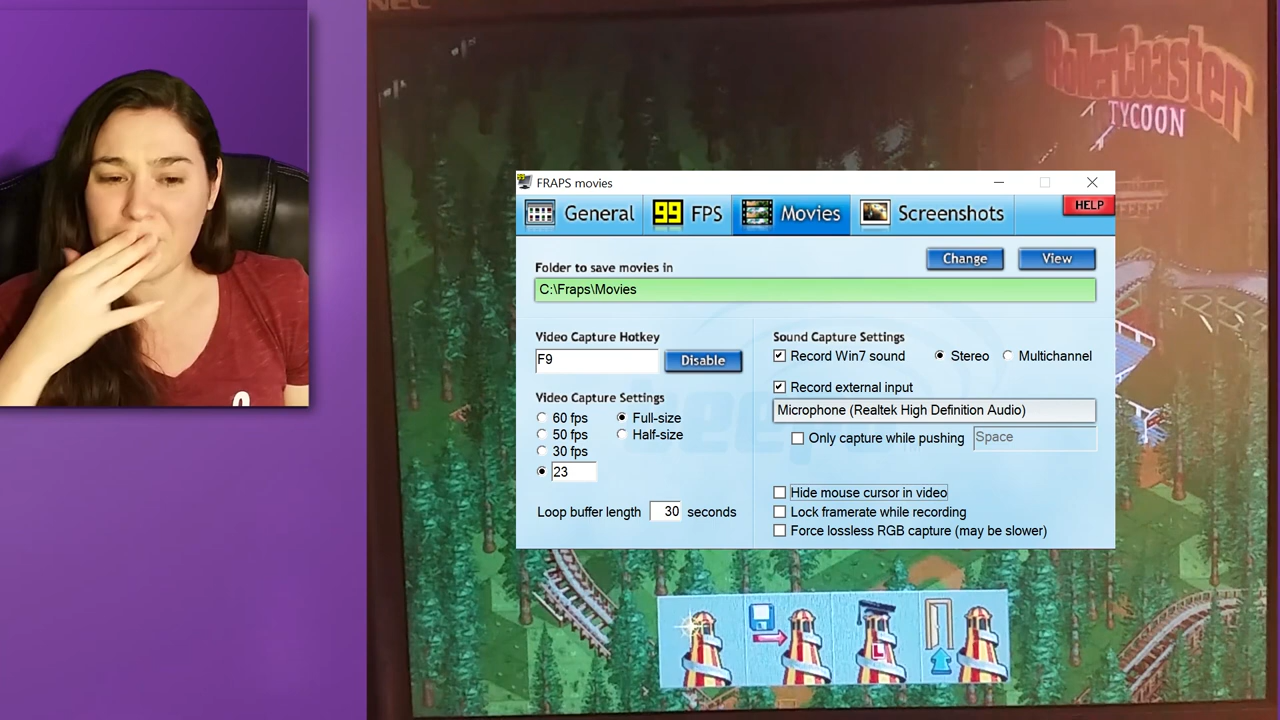 NEC
RollerCoaster
TYCOON
FRAPS movies
General
99
FPS
Movies
Screenshots
HELP
Folder to save movies in
Change
View
C:\Fraps\Movies
Video Capture Hotkey
F9
Disable
Video Capture Settings
60 fps
Full-size
50 fps
Half-size
30 fps
23
Loop buffer length 30 seconds
Sound Capture Settings
Record Win7 sound
Stereo
Multichannel
Record external input
Microphone (Realtek High Definition Audio)
Only capture while pushing
Space
Hide mouse cursor in video
Lock framerate while recording
Force lossless RGB capture (may be slower)
L